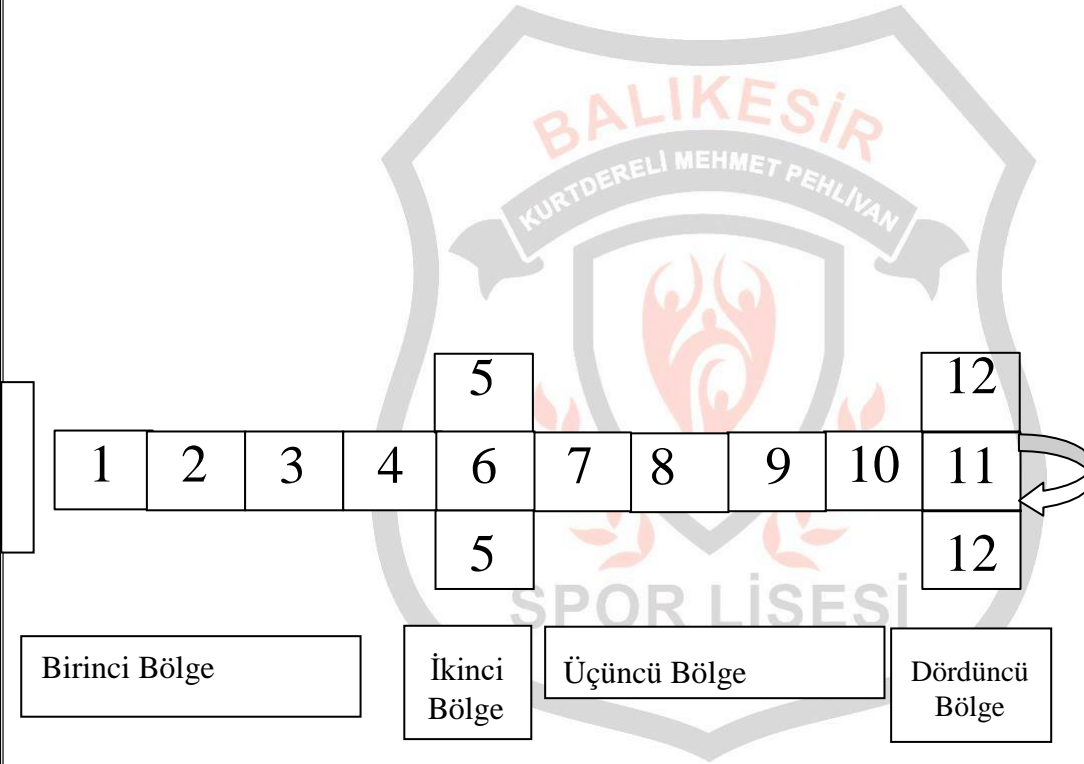 BALIKESİR
KURTDERELİ MEHMET PEHLİVAN
5 12
1 2 3 4 6 7 8 9 10 11
5 12
SPOR LİSESİ
Birinci Bölge
İkinci
Bölge
Üçüncü Bölge
Dördüncü
Bölge